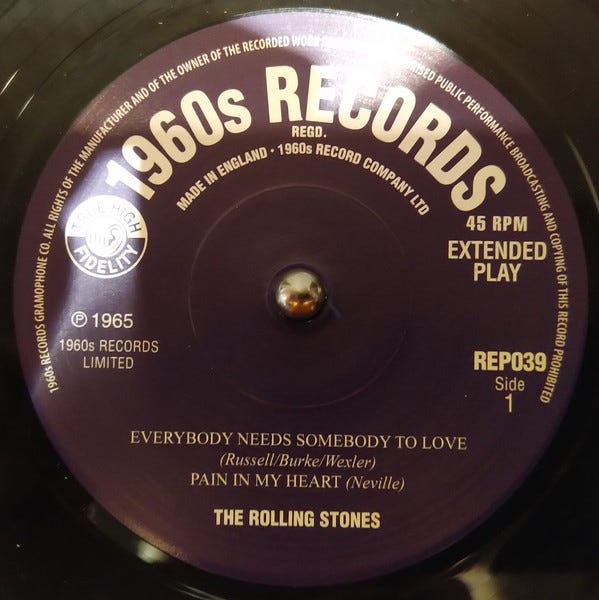 1960s RECORDS GRAMOPHONE CO. ALL RIGHTS OF THE MANUFACTURER AND OF THE OWNER OF THE RECORDED WORK PUBLIC PERFORMANCE BROADCASTING AND COPYING OF THIS RECORD PROHIBITED
1960s RECORDS
REGD.
MADE IN ENGLAND · 1960s RECORD COMPANY LTD
TRUE HIGH
FIDELITY
45 RPM
EXTENDED
PLAY
℗ 1965
1960s RECORDS
LIMITED
REP039
Side
1
EVERYBODY NEEDS SOMEBODY TO LOVE
(Russell/Burke/Wexler)
PAIN IN MY HEART (Neville)
THE ROLLING STONES